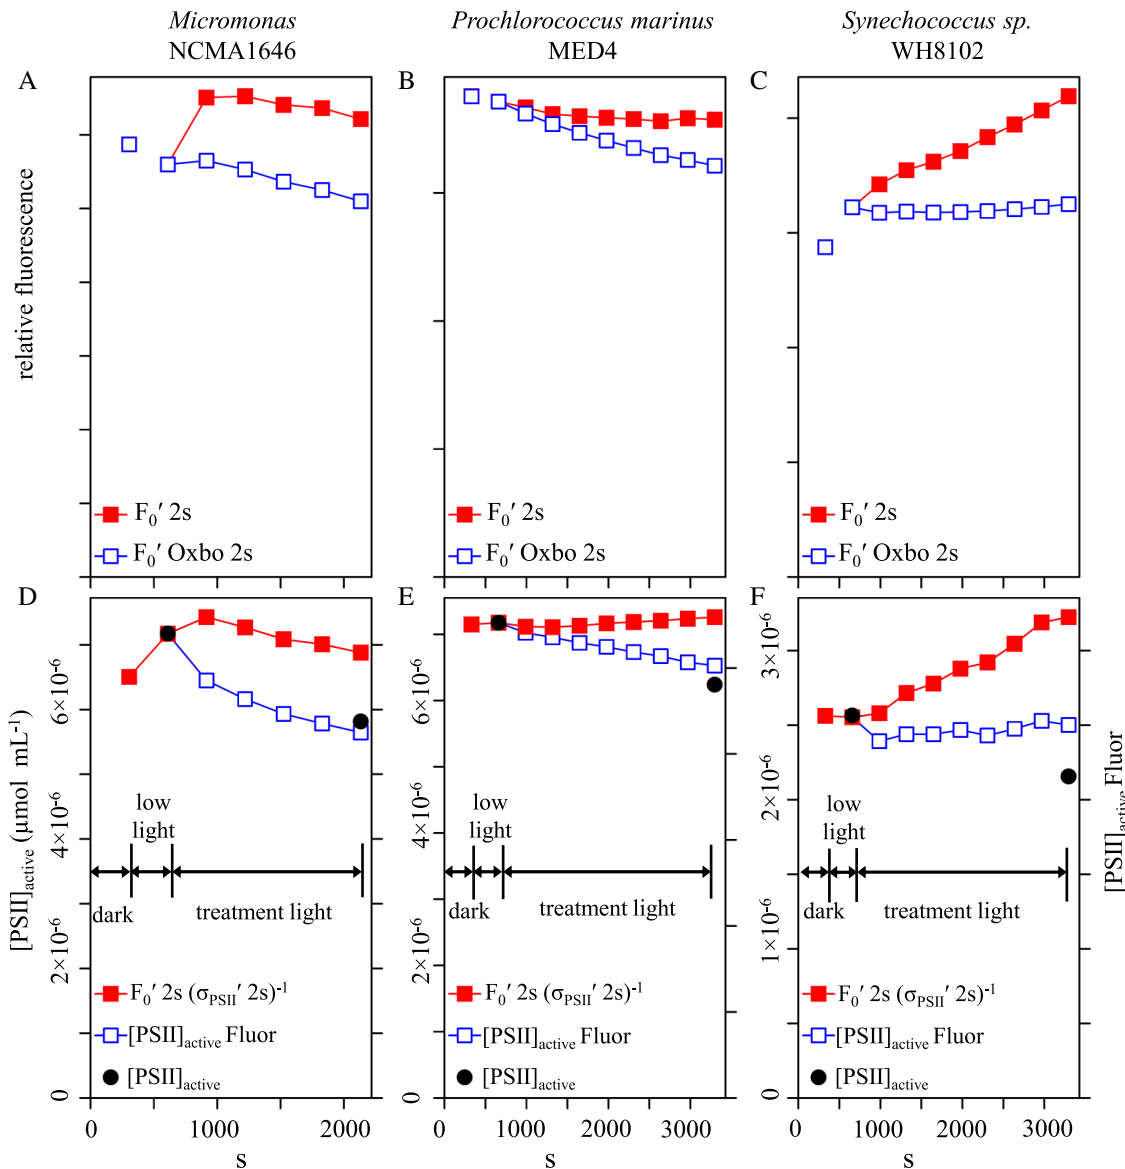 Micromonas
NCMA1646
Prochlorococcus marinus
MED4
Synechococcus sp.
WH8102
A
B
C
relative fluorescence
F₀′ 2s
F₀′ Oxbo 2s
F₀′ 2s
F₀′ Oxbo 2s
F₀′ 2s
F₀′ Oxbo 2s
D
E
F
[PSII]active (µmol mL⁻¹)
6×10⁻⁶
4×10⁻⁶
2×10⁻⁶
0
low
light
dark
treatment light
F₀′ 2s (σPSII′ 2s)⁻¹
[PSII]active Fluor
[PSII]active
0
1000
2000
s
6×10⁻⁶
4×10⁻⁶
2×10⁻⁶
0
low
light
dark
treatment light
F₀′ 2s (σPSII′ 2s)⁻¹
[PSII]active Fluor
[PSII]active
0
1000
2000
3000
s
3×10⁻⁶
2×10⁻⁶
1×10⁻⁶
0
low
light
dark
treatment light
F₀′ 2s (σPSII′ 2s)⁻¹
[PSII]active Fluor
[PSII]active
0
1000
2000
3000
s
[PSII]active Fluor